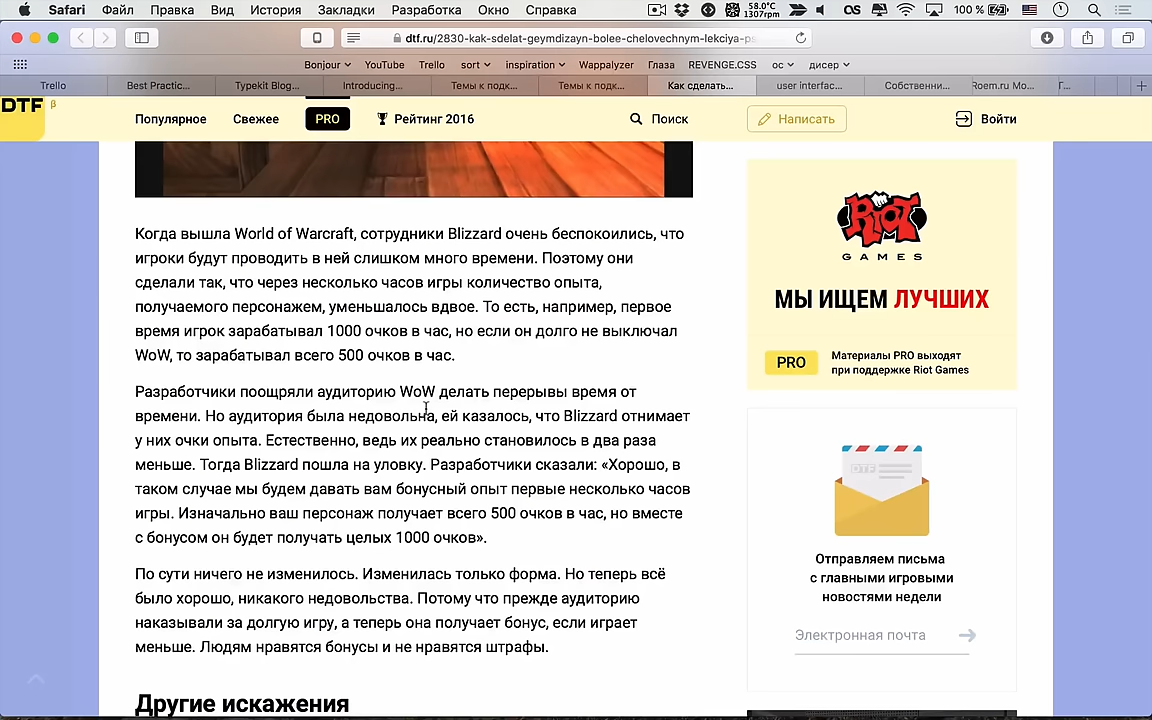 Safari Файл Правка Вид История Закладки Разработка Окно Справка
58.0°C
1307rpm
100 %
dtf.ru/2830-kak-sdelat-geymdizayn-bolee-chelovechnym-lekciya-ps
Bonjour YouTube Trello sort inspiration Wappalyzer Глаза REVENGE.CSS ос дисер
Trello Best Practic... Typekit Blog... Introducing... Темы к подк... Темы к подк... Как сделать... user interfac... Собственни... Roem.ru Mo... Г...
DTF β
Популярное Свежее PRO Рейтинг 2016 Поиск Написать Войти
Когда вышла World of Warcraft, сотрудники Blizzard очень беспокоились, что
игроки будут проводить в ней слишком много времени. Поэтому они
сделали так, что через несколько часов игры количество опыта,
получаемого персонажем, уменьшалось вдвое. То есть, например, первое
время игрок зарабатывал 1000 очков в час, но если он долго не выключал
WoW, то зарабатывал всего 500 очков в час.
Разработчики поощряли аудиторию WoW делать перерывы время от
времени. Но аудитория была недовольна, ей казалось, что Blizzard отнимает
у них очки опыта. Естественно, ведь их реально становилось в два раза
меньше. Тогда Blizzard пошла на уловку. Разработчики сказали: «Хорошо, в
таком случае мы будем давать вам бонусный опыт первые несколько часов
игры. Изначально ваш персонаж получает всего 500 очков в час, но вместе
с бонусом он будет получать целых 1000 очков».
По сути ничего не изменилось. Изменилась только форма. Но теперь всё
было хорошо, никакого недовольства. Потому что прежде аудиторию
наказывали за долгую игру, а теперь она получает бонус, если играет
меньше. Людям нравятся бонусы и не нравятся штрафы.
Другие искажения
RIOT
GAMES
МЫ ИЩЕМ ЛУЧШИХ
PRO
Материалы PRO выходят
при поддержке Riot Games
DTF
Отправляем письма
с главными игровыми
новостями недели
Электронная почта